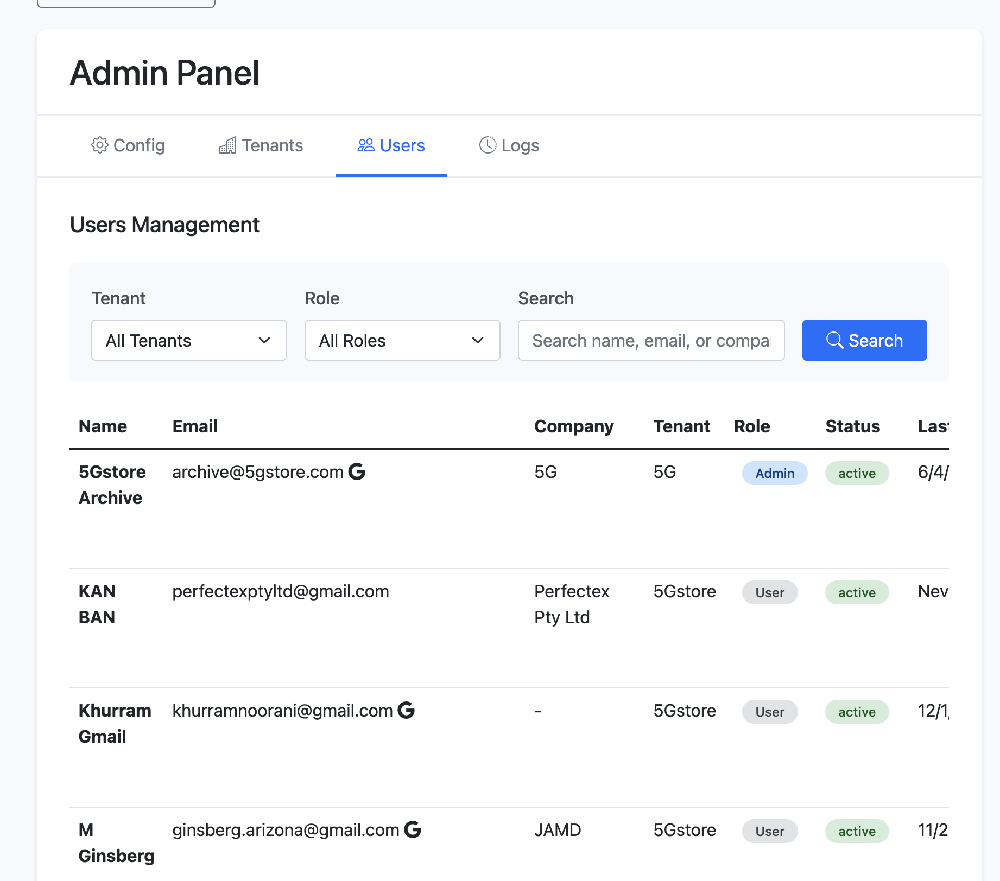 Admin Panel
Config Tenants Users Logs
Users Management
Tenant Role Search
All Tenants All Roles Search name, email, or compa Search
Name Email Company Tenant Role Status Last
5Gstore archive@5gstore.com 5G 5G Admin active 6/4/
Archive
KAN perfectexptyltd@gmail.com Perfectex 5Gstore User active Nev
BAN Pty Ltd
Khurram khurramnoorani@gmail.com - 5Gstore User active 12/1/
Gmail
M ginsberg.arizona@gmail.com JAMD 5Gstore User active 11/2
Ginsberg